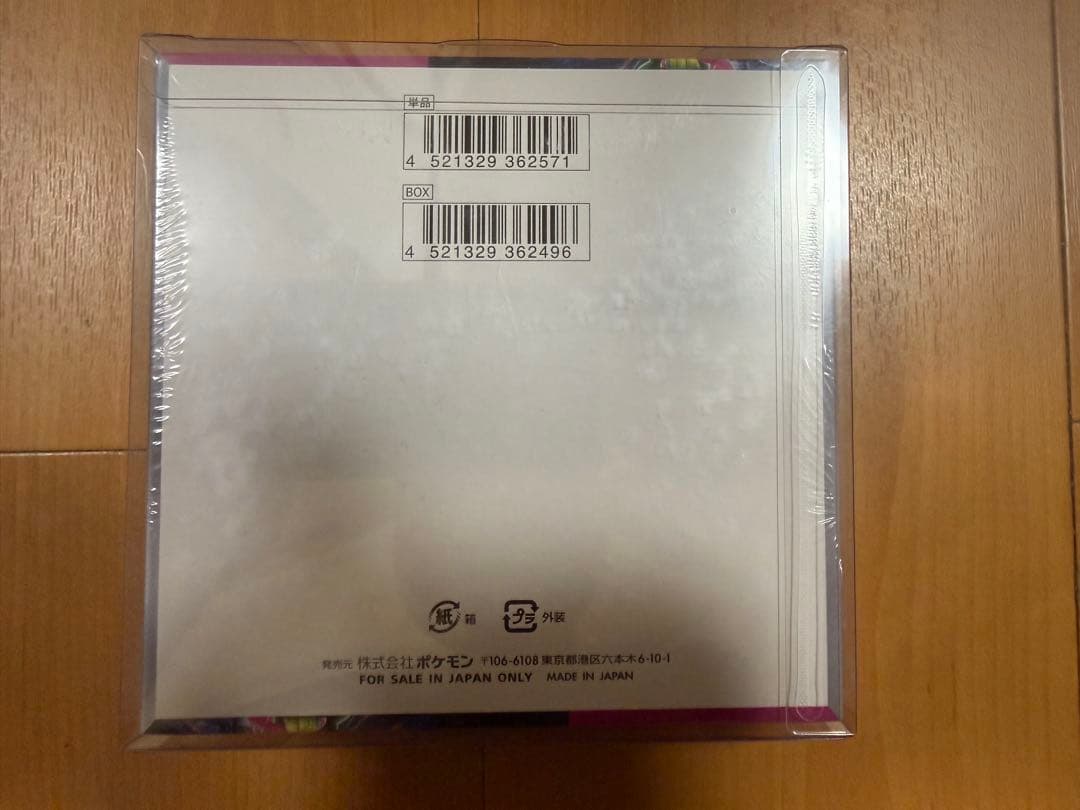 単品
4 521329 362571
BOX
4 521329 362496
紙 箱 プラ 外装
発売元 株式会社 ポケモン 〒106-6108 東京都港区六本木6-10-1
FOR SALE IN JAPAN ONLY MADE IN JAPAN